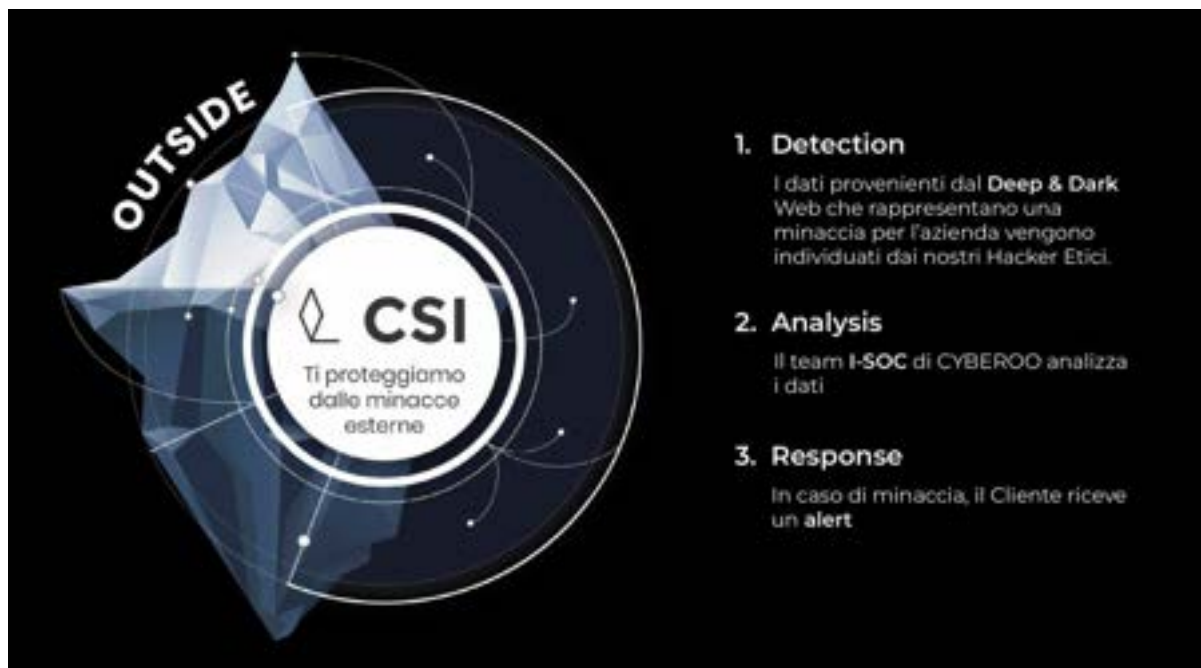 OUTSIDE
CSI
Ti proteggiamo
dalle minacce
esterne
1. Detection
I dati provenienti dal Deep & Dark
Web che rappresentano una
minaccia per l'azienda vengono
individuati dai nostri Hacker Etici.
2. Analysis
Il team I-SOC di CYBEROO analizza
i dati
3. Response
In caso di minaccia, il Cliente riceve
un alert